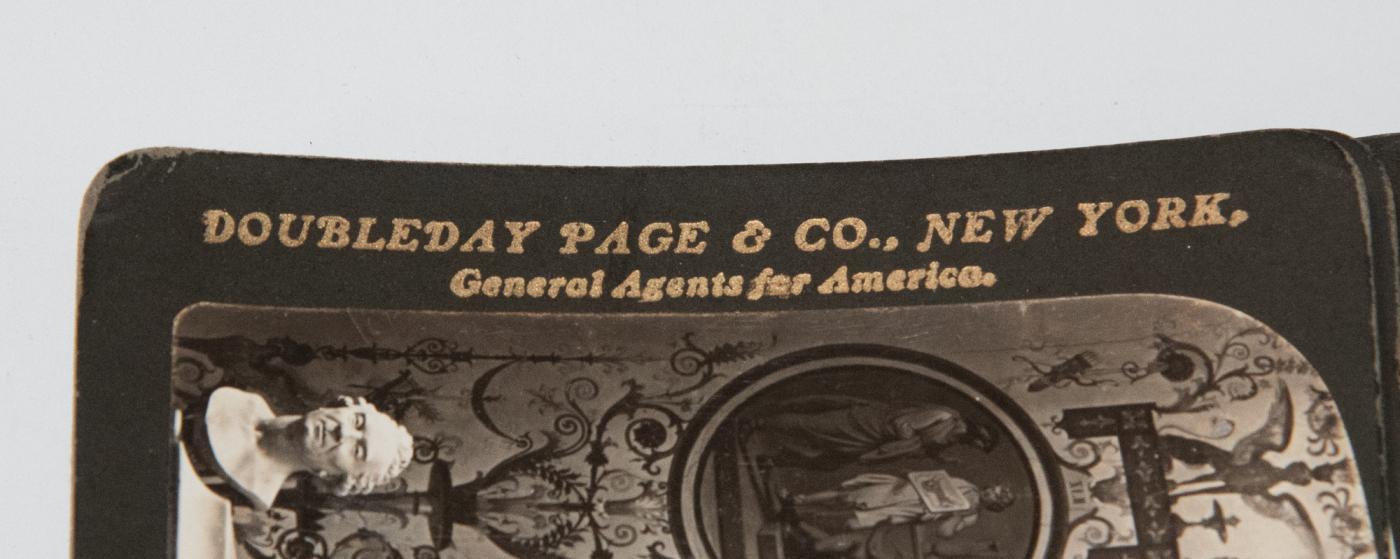 DOUBLEDAY PAGE & CO., NEW YORK,
General Agents for America.